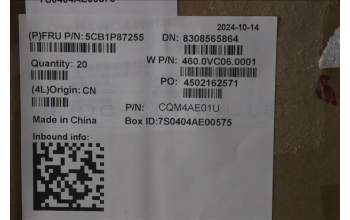 7S0404AE00575
2024-10-14
(P)FRU P/N: 5CB1P87255 DN: 8308565864
Quantity: 20 W P/N: 460.0VC06.0001
PO: 4502162571
(4L)Origin: CN
P/N: CQM4AE01U
Made in China Box ID:7S0404AE00575
Inbound info: